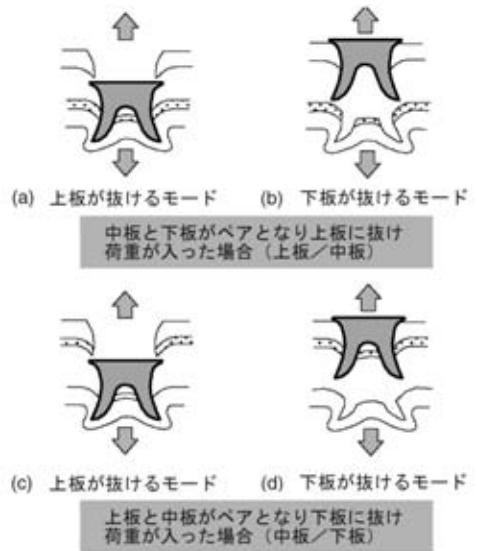 (a) 上板が抜けるモード
(b) 下板が抜けるモード
中板と下板がペアとなり上板に抜け
荷重が入った場合（上板／中板）
(c) 上板が抜けるモード
(d) 下板が抜けるモード
上板と中板がペアとなり下板に抜け
荷重が入った場合（中板／下板）